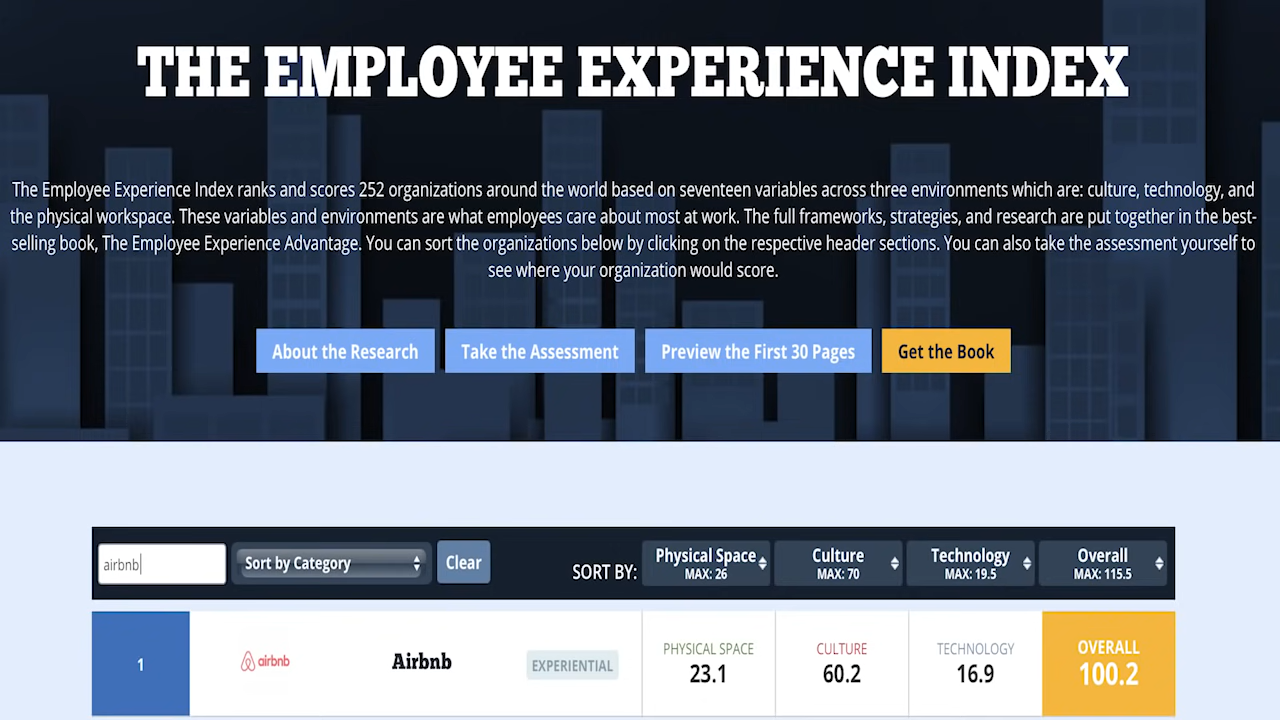 THE EMPLOYEE EXPERIENCE INDEX
The Employee Experience Index ranks and scores 252 organizations around the world based on seventeen variables across three environments which are: culture, technology, and
the physical workspace. These variables and environments are what employees care about most at work. The full frameworks, strategies, and research are put together in the best-
selling book, The Employee Experience Advantage. You can sort the organizations below by clicking on the respective header sections. You can also take the assessment yourself to
see where your organization would score.
About the Research Take the Assessment Preview the First 30 Pages Get the Book
airbnb Sort by Category Clear SORT BY: Physical Space Culture Technology Overall
MAX: 26 MAX: 70 MAX: 19.5 MAX: 115.5
PHYSICAL SPACE CULTURE TECHNOLOGY OVERALL
1 airbnb Airbnb EXPERIENTIAL 23.1 60.2 16.9 100.2